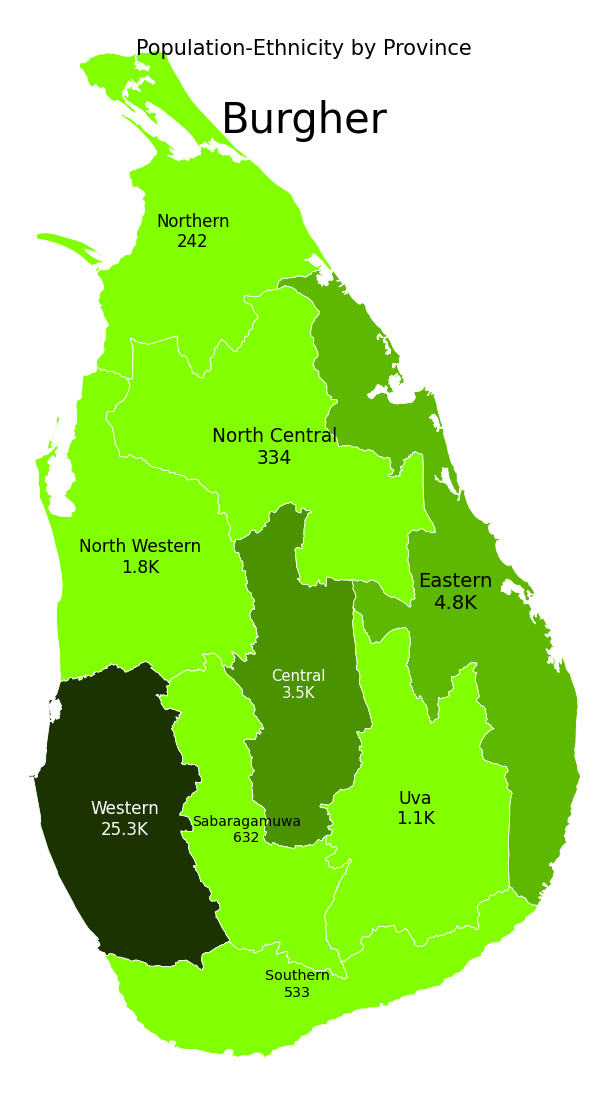 Population-Ethnicity by Province
Burgher
Northern
242
North Central
334
North Western
1.8K
Eastern
4.8K
Central
3.5K
Western
25.3K
Uva
1.1K
Sabaragamuwa
632
Southern
533